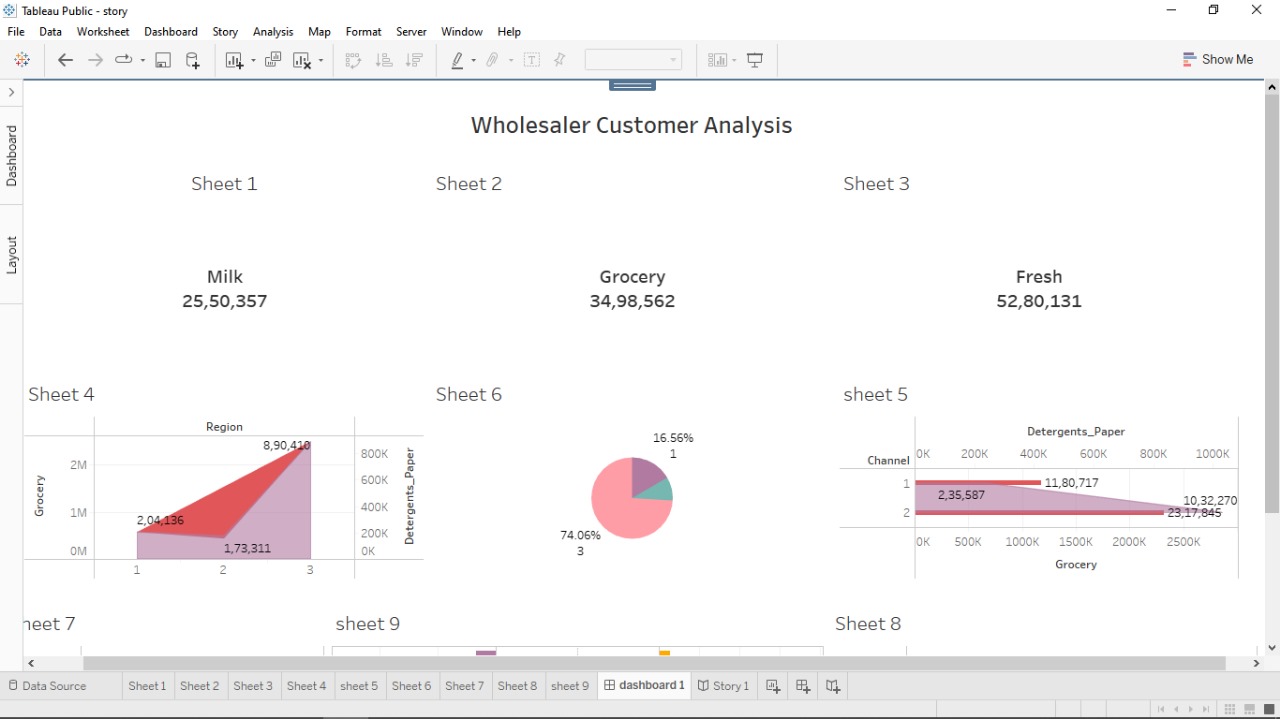 Tableau Public - story
File Data Worksheet Dashboard Story Analysis Map Format Server Window Help
Show Me
Dashboard
Layout
Wholesaler Customer Analysis
Sheet 1 Sheet 2 Sheet 3
Milk Grocery Fresh
25,50,357 34,98,562 52,80,131
Sheet 4
Region
Grocery
2M
1M
0M
8,90,410
2,04,136
1,73,311
800K
600K
400K
200K
0K
Detergents_Paper
1 2 3
Sheet 6
16.56%
1
74.06%
3
sheet 5
Detergents_Paper
Channel 0K 200K 400K 600K 800K 1000K
1 11,80,717
2,35,587
10,32,270
2 23,17,845
0K 500K 1000K 1500K 2000K 2500K
Grocery
heet 7 sheet 9 Sheet 8
Data Source Sheet 1 Sheet 2 Sheet 3 Sheet 4 sheet 5 Sheet 6 Sheet 7 Sheet 8 sheet 9 dashboard 1 Story 1